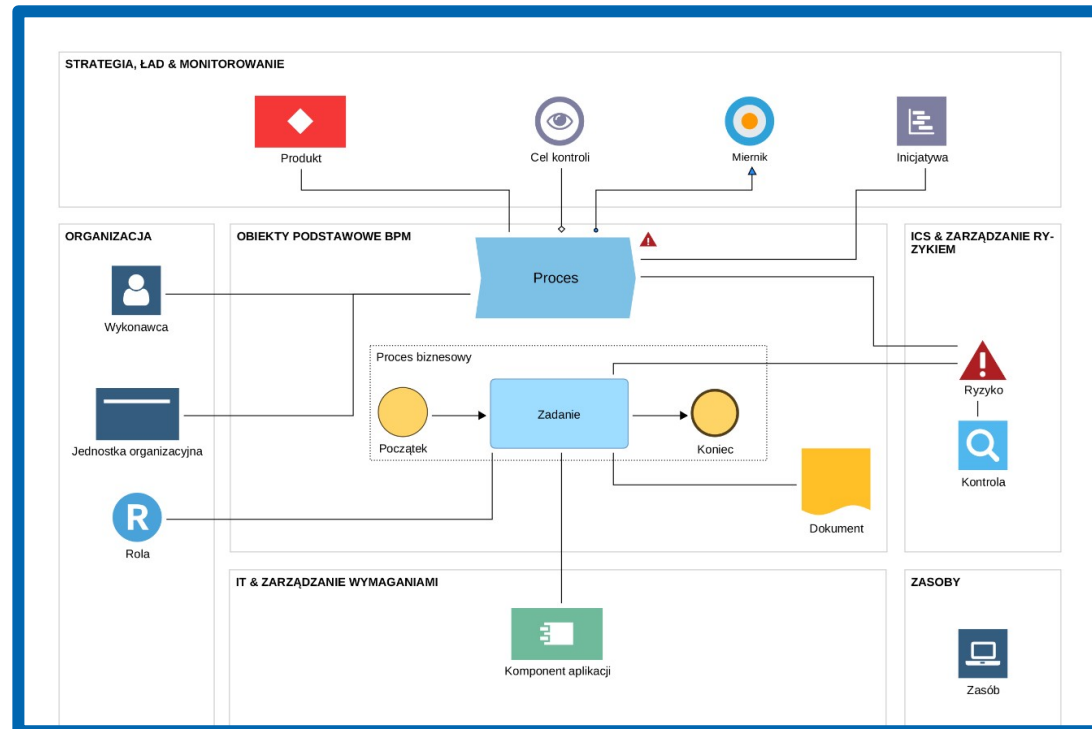 STRATEGIA, ŁAD & MONITOROWANIE
Produkt
Cel kontroli
Miernik
Inicjatywa
ORGANIZACJA
Wykonawca
Jednostka organizacyjna
R
Rola
OBIEKTY PODSTAWOWE BPM
Proces
Proces biznesowy
Początek
Zadanie
Koniec
Dokument
ICS & ZARZĄDZANIE RY-
ZYKIEM
Ryzyko
Kontrola
IT & ZARZĄDZANIE WYMAGANIAMI
Komponent aplikacji
ZASOBY
Zasób